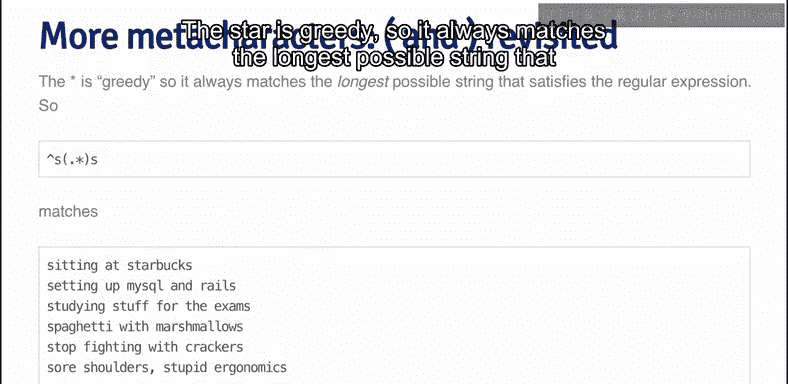 More metacharacters: ( and ) revisited
The star is greedy, so it always matches
the longest possible string that
The * is “greedy” so it always matches the longest possible string that satisfies the regular expression.
So
^s(.*)s
matches
sitting at starbucks
setting up mysql and rails
studying stuff for the exams
spaghetti with marshmallows
stop fighting with crackers
sore shoulders, stupid ergonomics